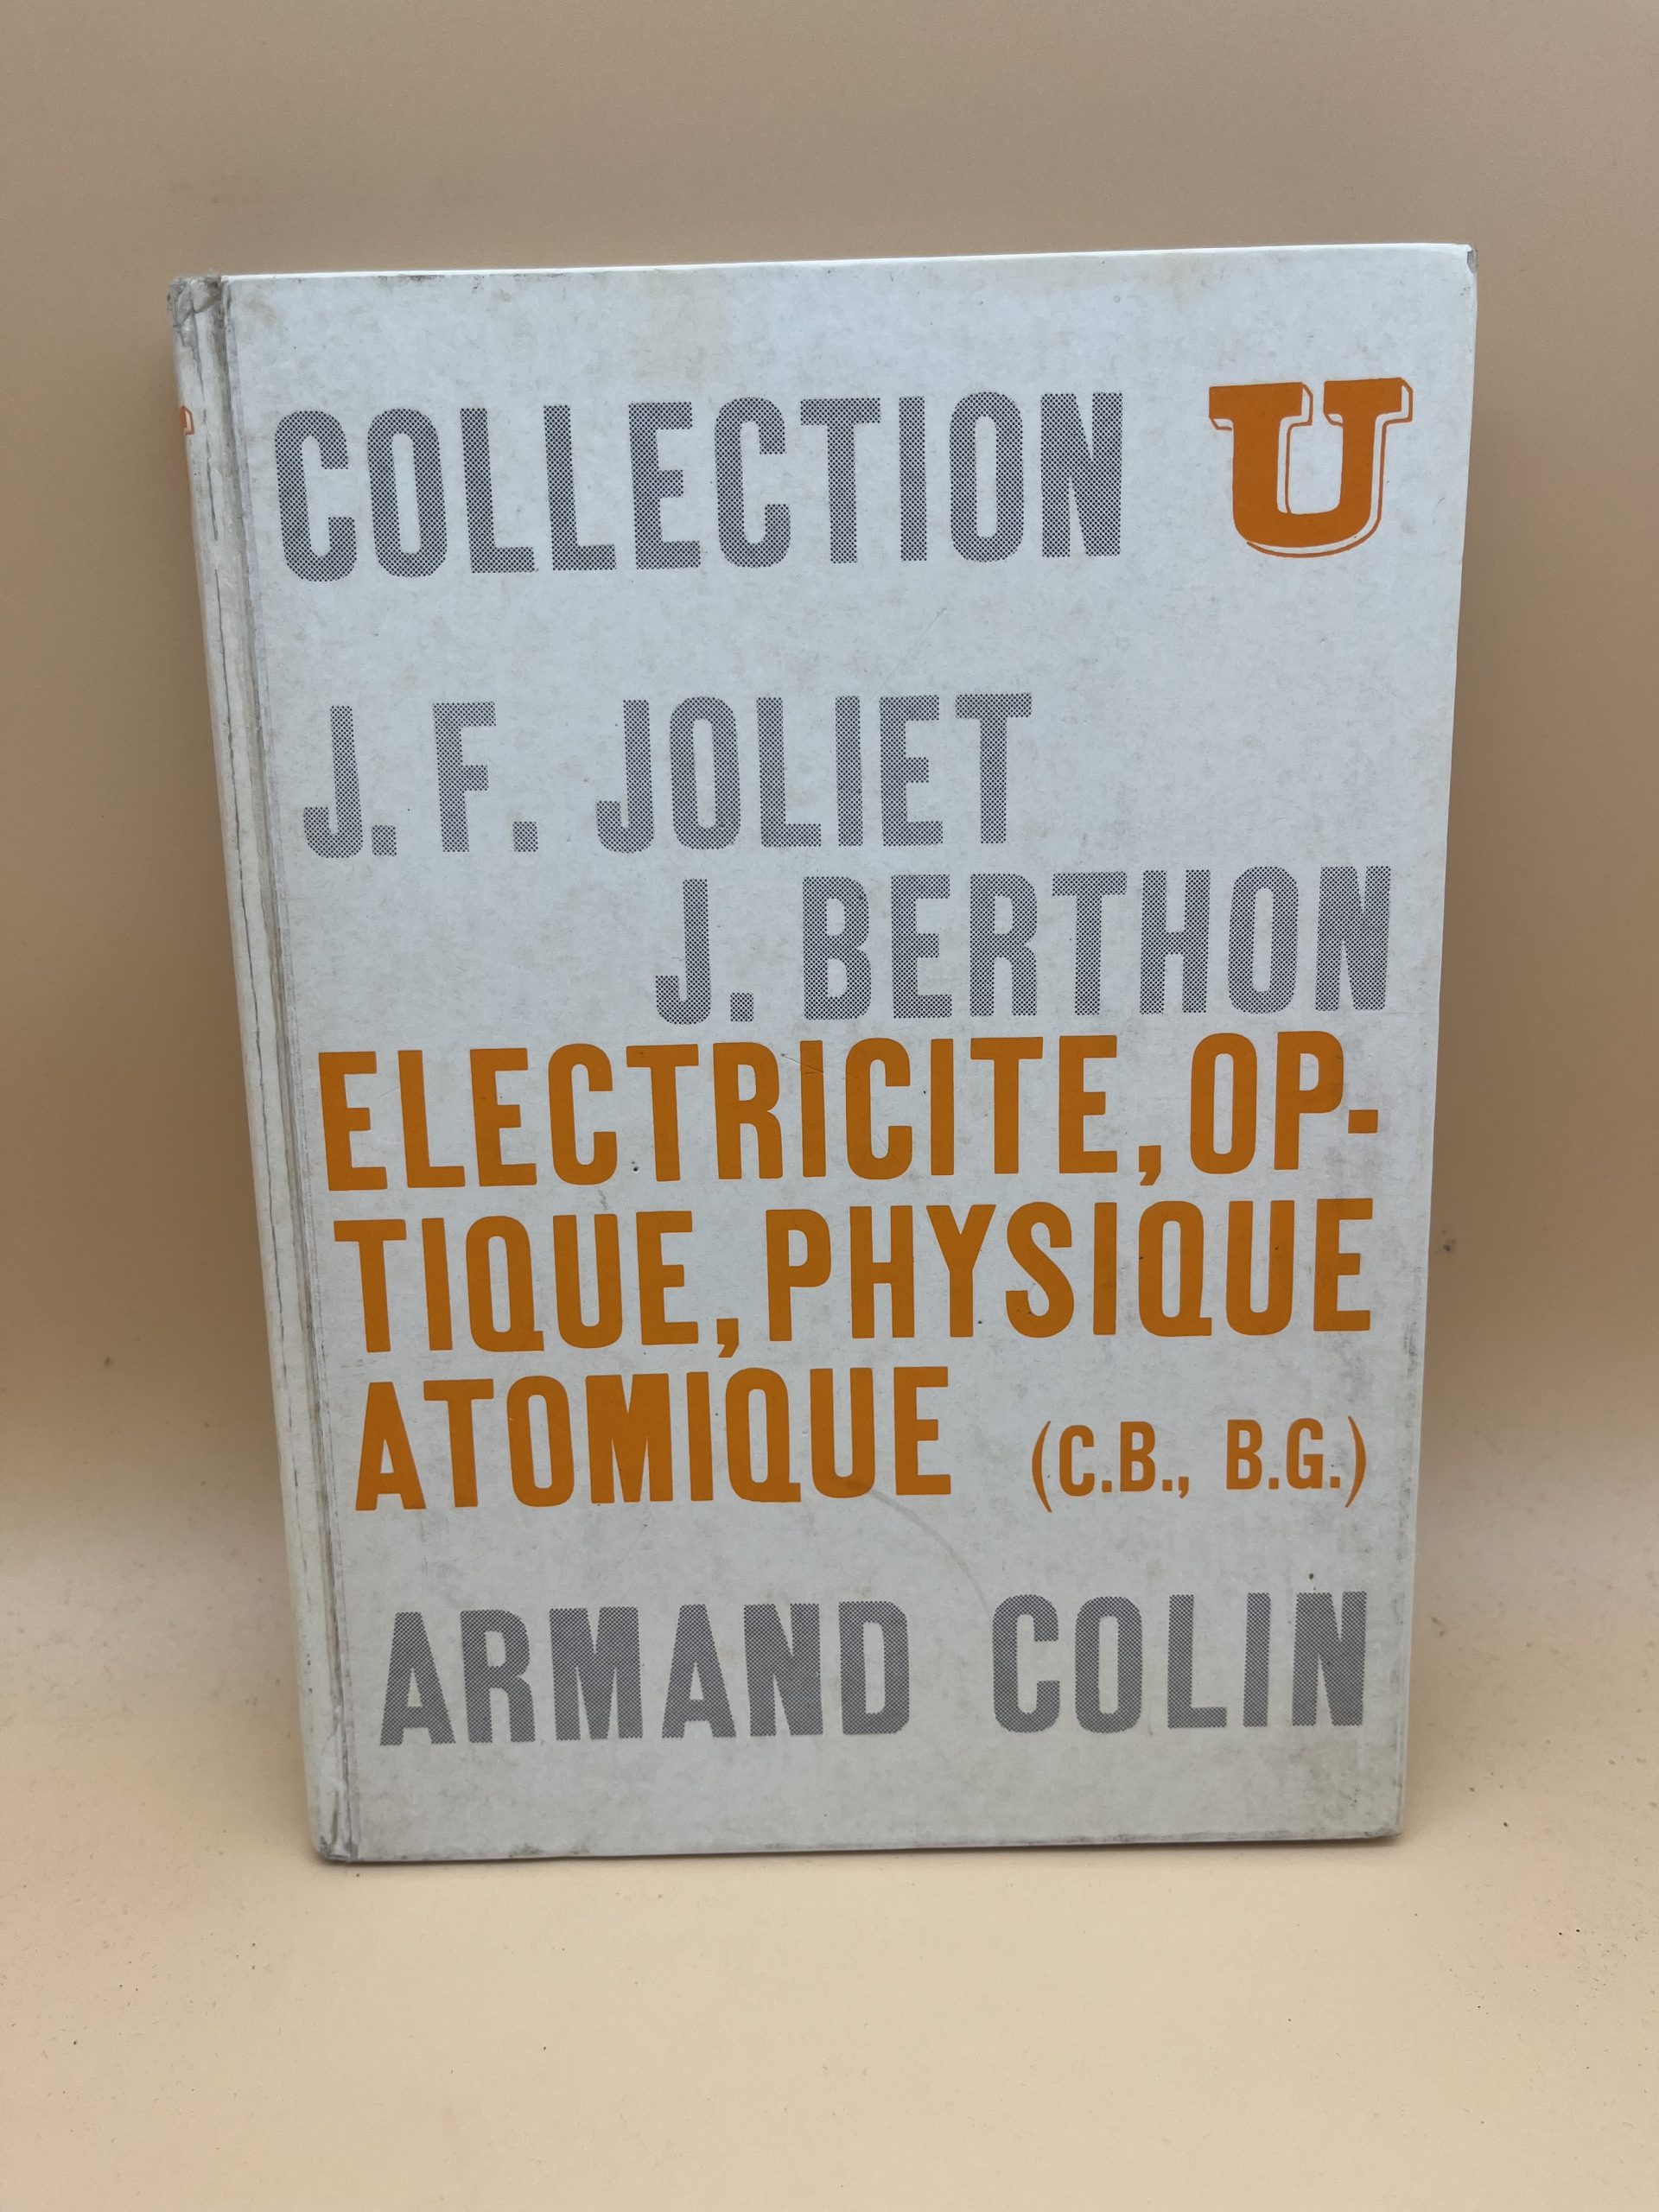 COLLECTION U
J. F. JOLIET
J. BERTHON
ELECTRICITE, OP-
TIQUE, PHYSIQUE
ATOMIQUE (C.B., B.G.)
ARMAND COLIN